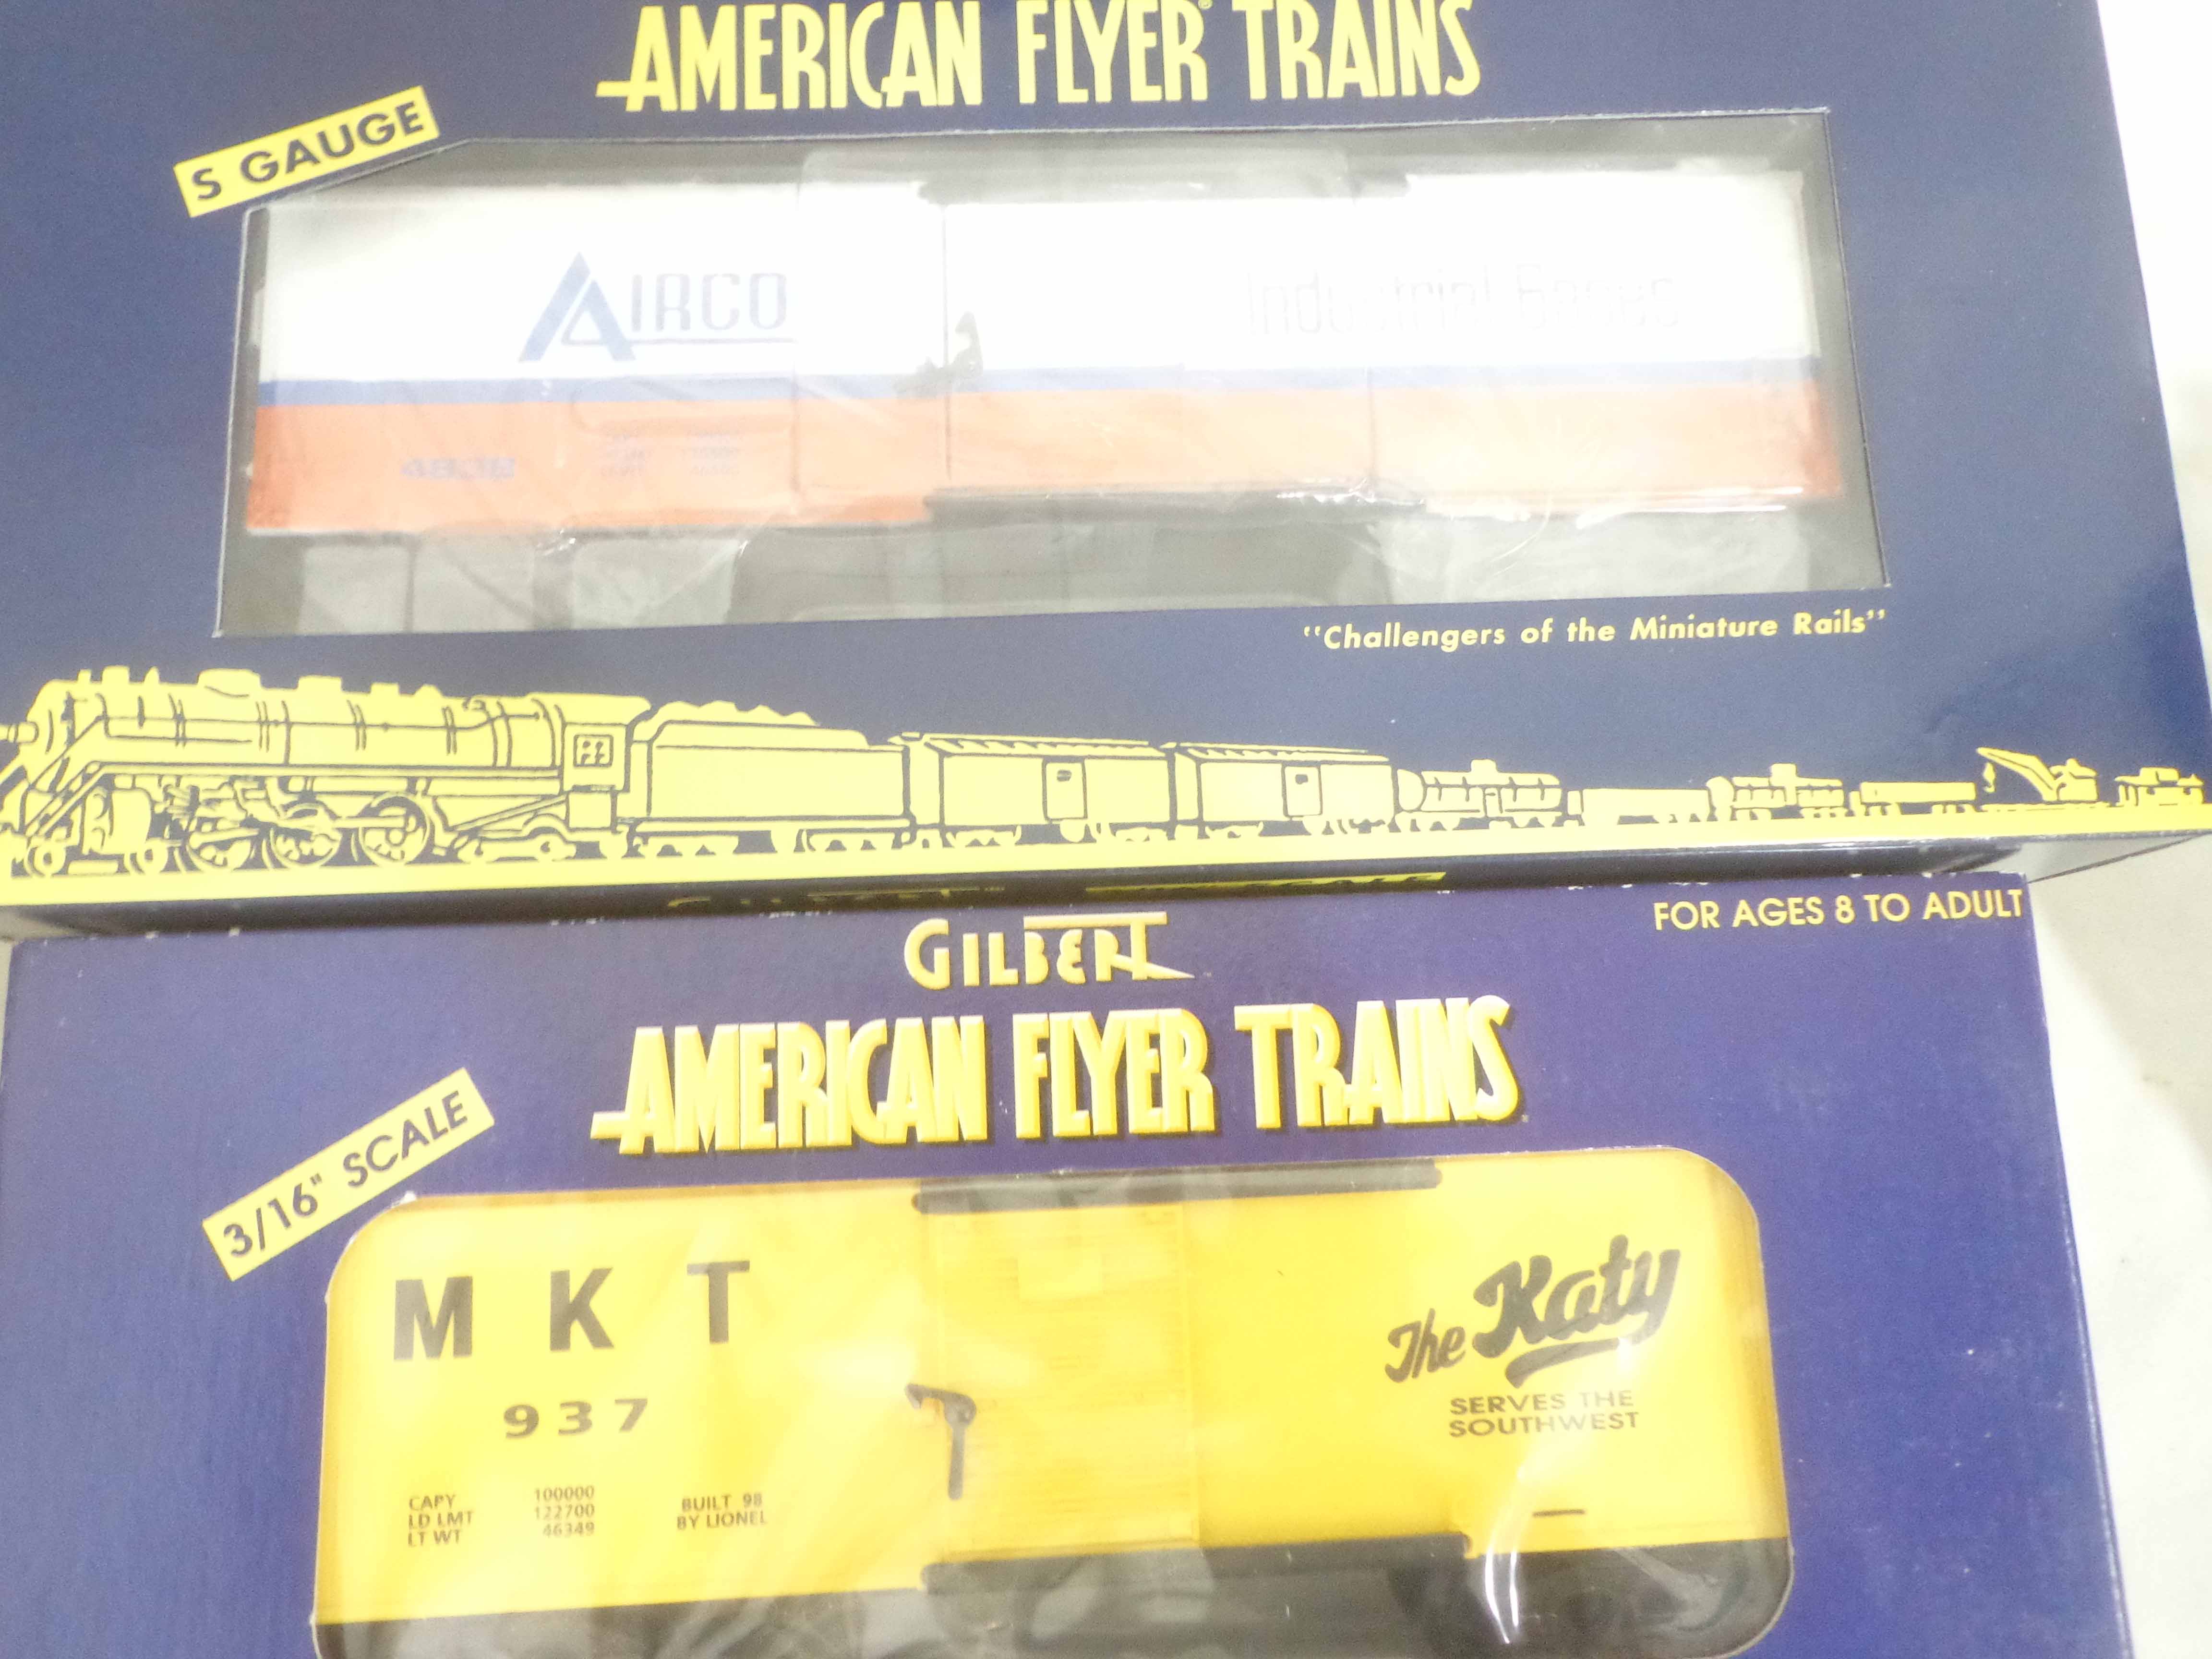 AMERICAN FLYER® TRAINS
S GAUGE
AIRCO
Industrial Gases
"Challengers of the Miniature Rails"
FOR AGES 8 TO ADULT
GILBERT
AMERICAN FLYER TRAINS
3/16" SCALE
M K T
937
CAPY 100000
LD LMT 122700
LT WT 46349
BUILT 98
BY LIONEL
The Katy
SERVES THE
SOUTHWEST